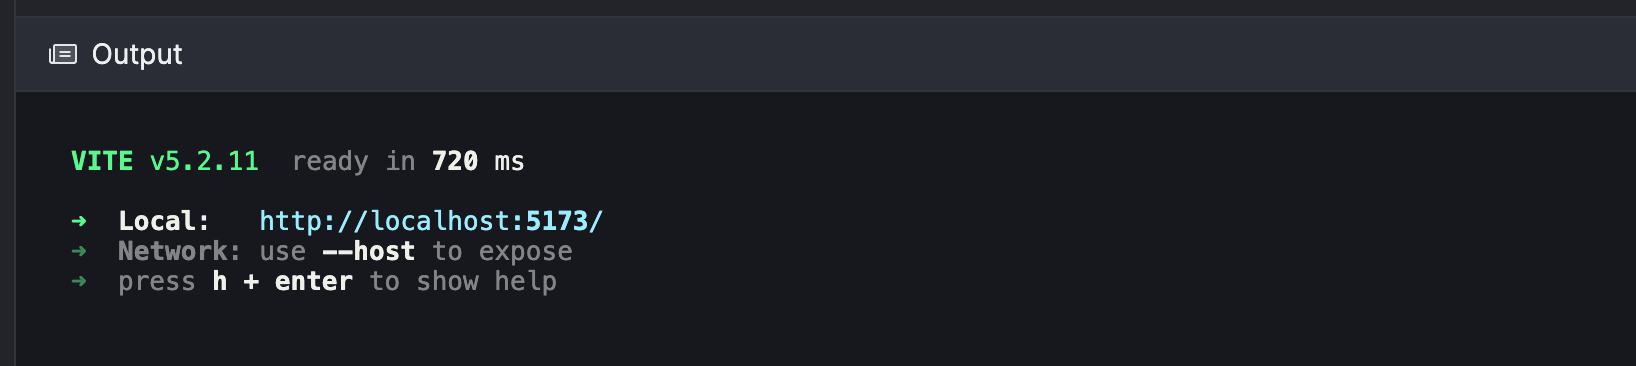 Output
VITE v5.2.11 ready in 720 ms
➜ Local: http://localhost:5173/
➜ Network: use --host to expose
➜ press h + enter to show help